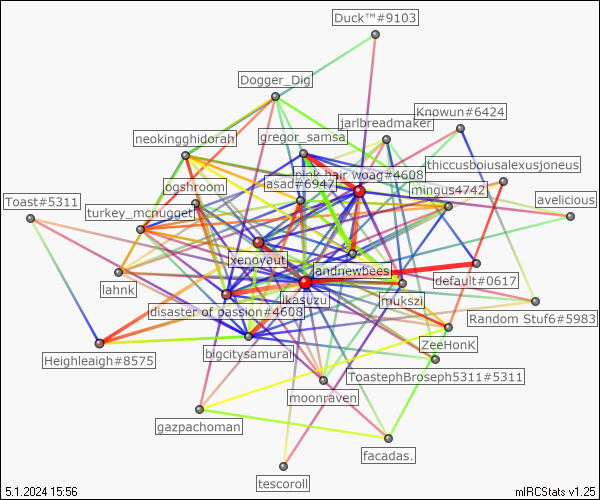 Duck™#9103
Dogger_Dig
jarlbreadmaker
Knowun#6424
neokingghidorah
gregor_samsa
thiccusboiusalexusjoneus
pink hair woag#4608
ogshroom
asad#6947
mingus4742
Toast#5311
turkey_mcnugget
avelicious
xenoyaut
landnewbees
lahnk
default#0617
likasuzu
mukszi
disaster of passion#4608
Random Stuf6#5983
ZeeHonK
Heighleaigh#8575
bigcitysamurai
ToastephBroseph5311#5311
moonraven
gazpachoman
facadas.
tescoroll
5.1.2024 15:56
mIRCStats v1.25